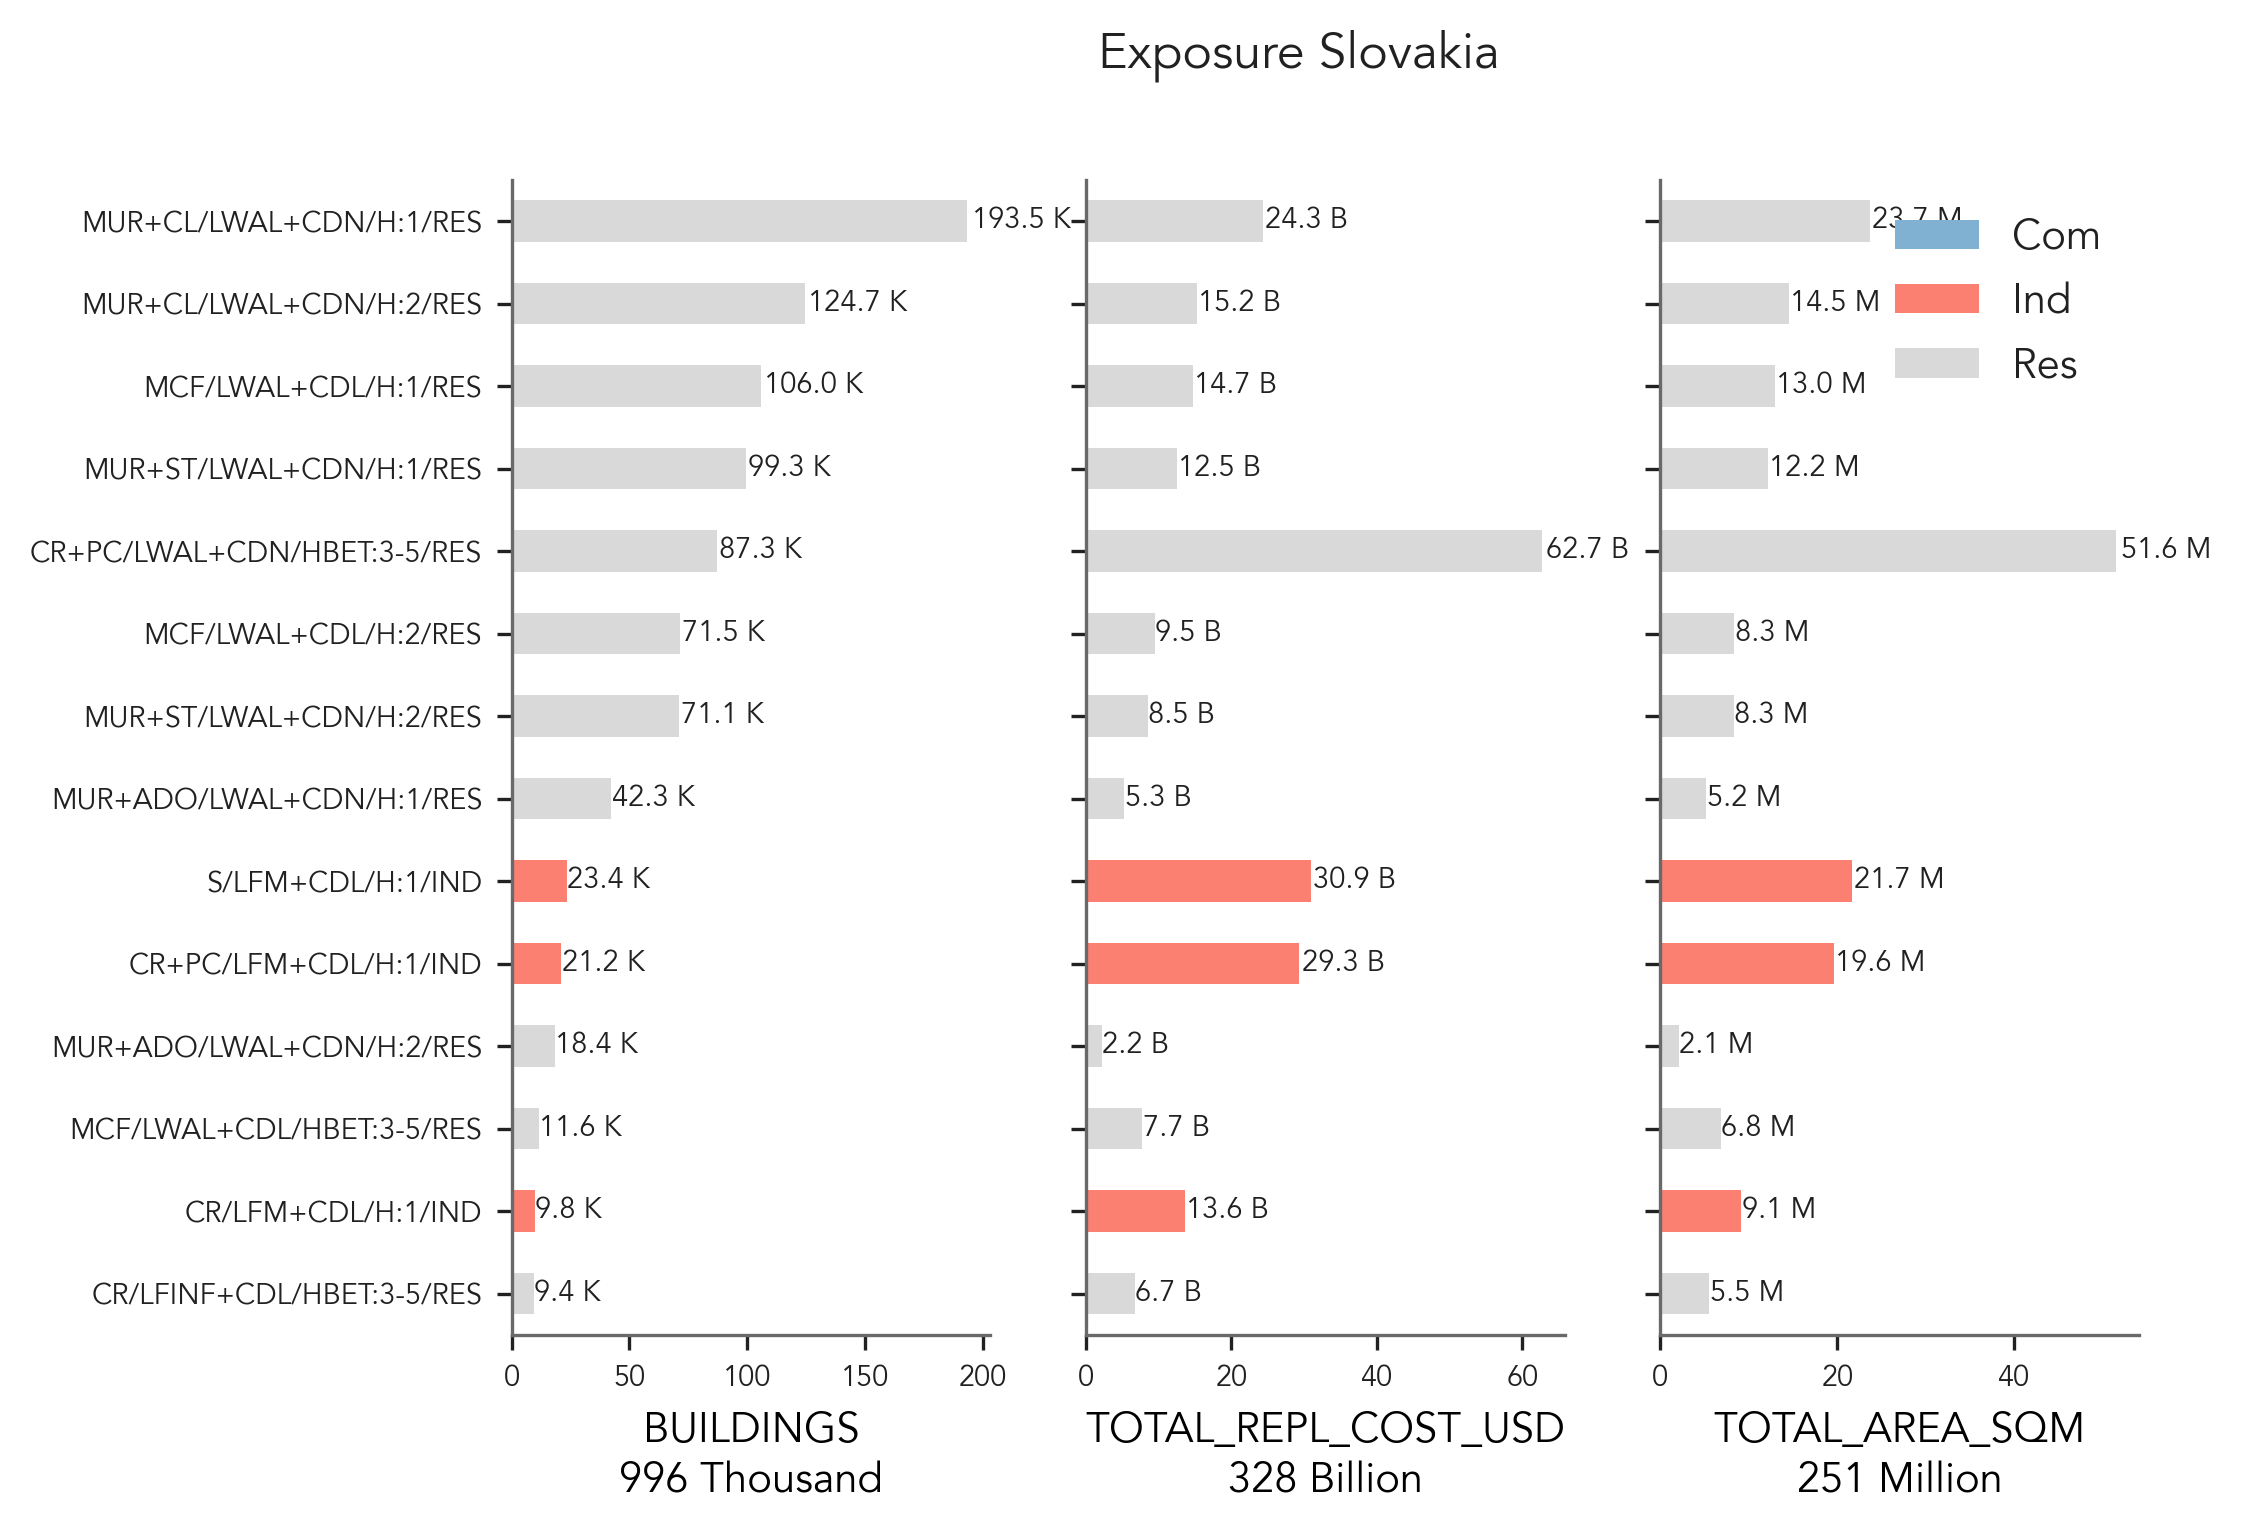 Exposure Slovakia
MUR+CL/LWAL+CDN/H:1/RES 193.5 K 24.3 B 23.7 M
Com
MUR+CL/LWAL+CDN/H:2/RES 124.7 K 15.2 B 14.5 M
Ind
MCF/LWAL+CDL/H:1/RES 106.0 K 14.7 B 13.0 M
Res
MUR+ST/LWAL+CDN/H:1/RES 99.3 K 12.5 B 12.2 M
CR+PC/LWAL+CDN/HBET:3-5/RES 87.3 K 62.7 B 51.6 M
MCF/LWAL+CDL/H:2/RES 71.5 K 9.5 B 8.3 M
MUR+ST/LWAL+CDN/H:2/RES 71.1 K 8.5 B 8.3 M
MUR+ADO/LWAL+CDN/H:1/RES 42.3 K 5.3 B 5.2 M
S/LFM+CDL/H:1/IND 23.4 K 30.9 B 21.7 M
CR+PC/LFM+CDL/H:1/IND 21.2 K 29.3 B 19.6 M
MUR+ADO/LWAL+CDN/H:2/RES 18.4 K 2.2 B 2.1 M
MCF/LWAL+CDL/HBET:3-5/RES 11.6 K 7.7 B 6.8 M
CR/LFM+CDL/H:1/IND 9.8 K 13.6 B 9.1 M
CR/LFINF+CDL/HBET:3-5/RES 9.4 K 6.7 B 5.5 M
0 50 100 150 200 0 20 40 60 0 20 40
BUILDINGS TOTAL_REPL_COST_USD TOTAL_AREA_SQM
996 Thousand 328 Billion 251 Million